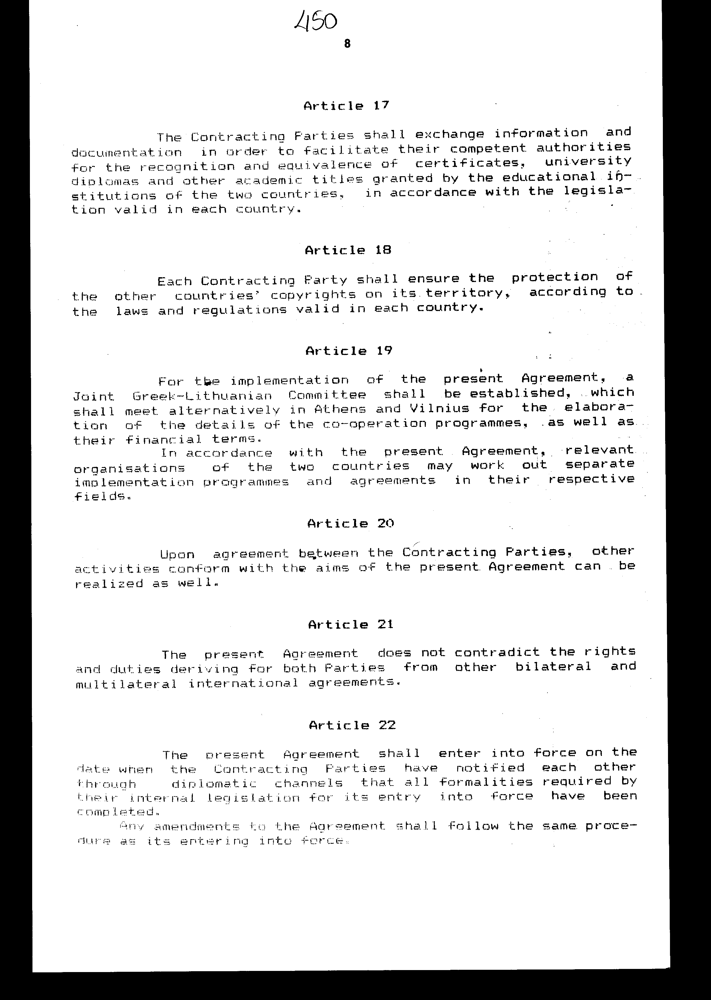 450
8
Article 17
The Contracting Parties shall exchange information and
documentation in order to facilitate their competent authorities
for the recognition and equivalence of certificates, university
diplomas and other academic titles granted by the educational in-
stitutions of the two countries, in accordance with the legisla-
tion valid in each country.
Article 18
Each Contracting Party shall ensure the protection of
the other countries' copyrights on its territory, according to
the laws and regulations valid in each country.
Article 19
For the implementation of the present Agreement, a
Joint Greek-Lithuanian Committee shall be established, which
shall meet alternatively in Athens and Vilnius for the elabora-
tion of the details of the co-operation programmes, as well as
their financial terms.
In accordance with the present Agreement, relevant
organisations of the two countries may work out separate
implementation programmes and agreements in their respective
fields.
Article 20
Upon agreement between the Contracting Parties, other
activities conform with the aims of the present Agreement can be
realized as well.
Article 21
The present Agreement does not contradict the rights
and duties deriving for both Parties from other bilateral and
multilateral international agreements.
Article 22
The present Agreement shall enter into force on the
date when the Contracting Parties have notified each other
through diplomatic channels that all formalities required by
their internal legislation for its entry into force have been
completed.
Any amendments to the Agreement shall follow the same proce-
dure as its entering into force.